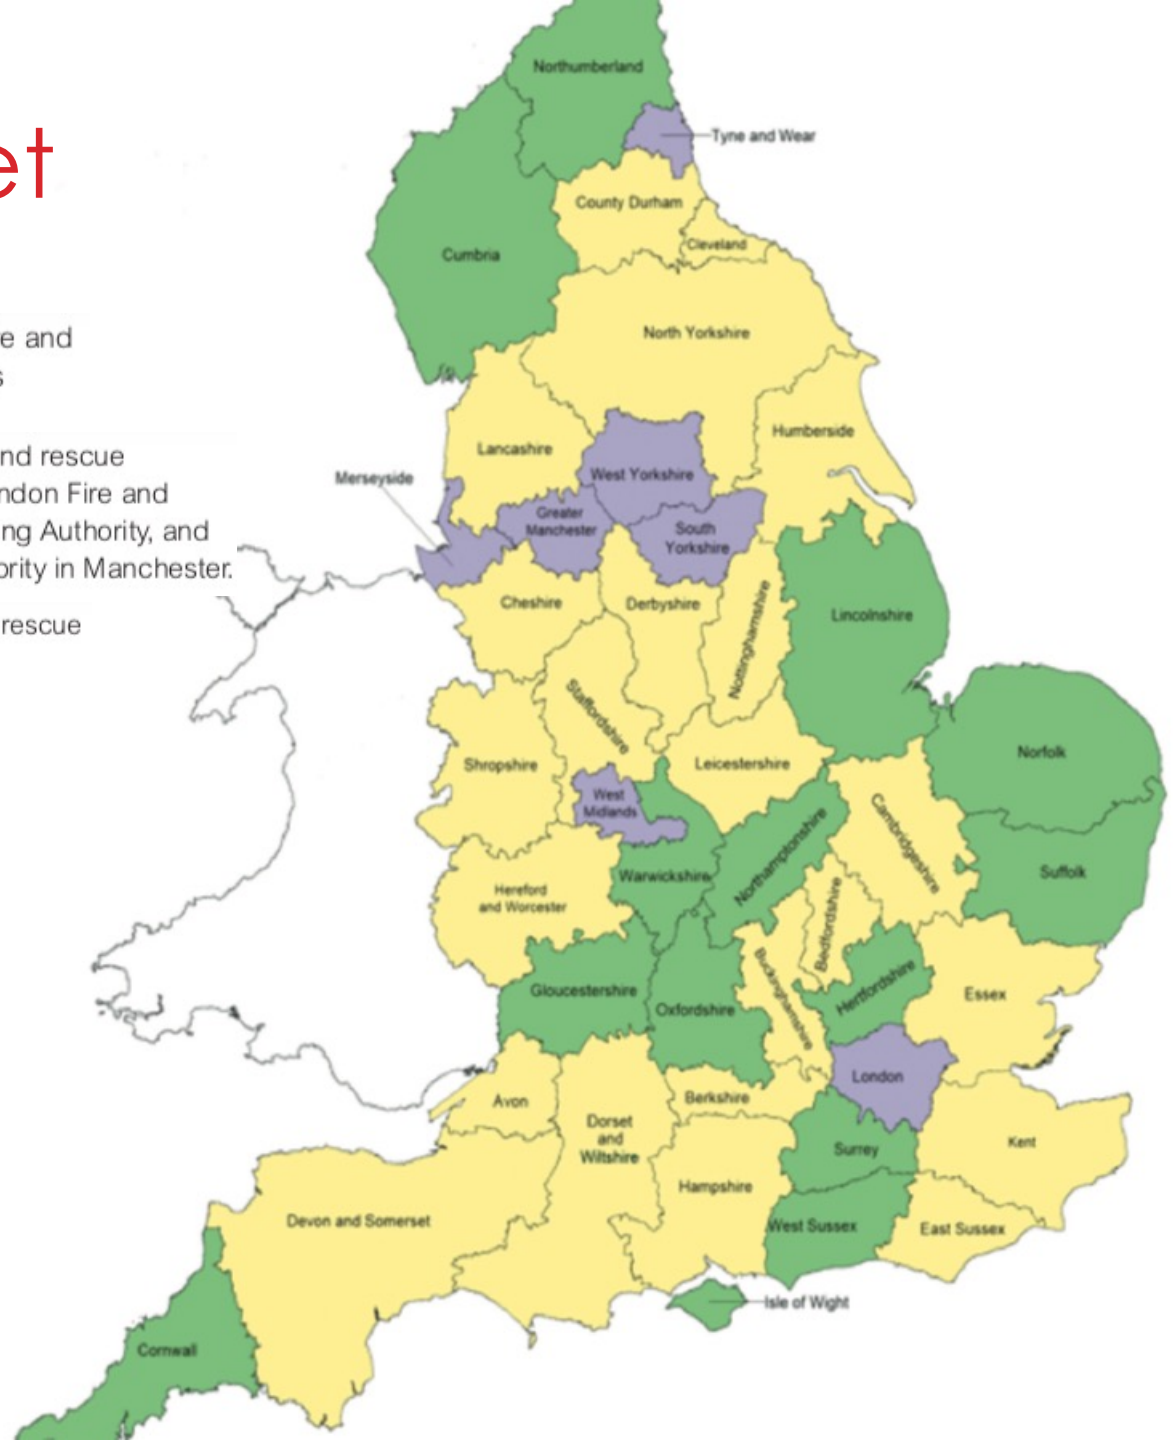 et
e and
s
nd rescue
ndon Fire and
ng Authority, and
ority in Manchester.
rescue
Northumberland
Tyne and Wear
County Durham
Cleveland
Cumbria
North Yorkshire
Humberside
Lancashire
West Yorkshire
Merseyside
Greater
Manchester
South
Yorkshire
Cheshire
Derbyshire
Nottinghamshire
Lincolnshire
Staffordshire
Shropshire
Leicestershire
Norfolk
West
Midlands
Cambridgeshire
Northamptonshire
Suffolk
Warwickshire
Hereford
and Worcester
Bedfordshire
Buckinghamshire
Hertfordshire
Essex
Gloucestershire
Oxfordshire
London
Avon
Berkshire
Dorset
and
Wiltshire
Surrey
Kent
Hampshire
Devon and Somerset
West Sussex
East Sussex
Isle of Wight
Cornwall